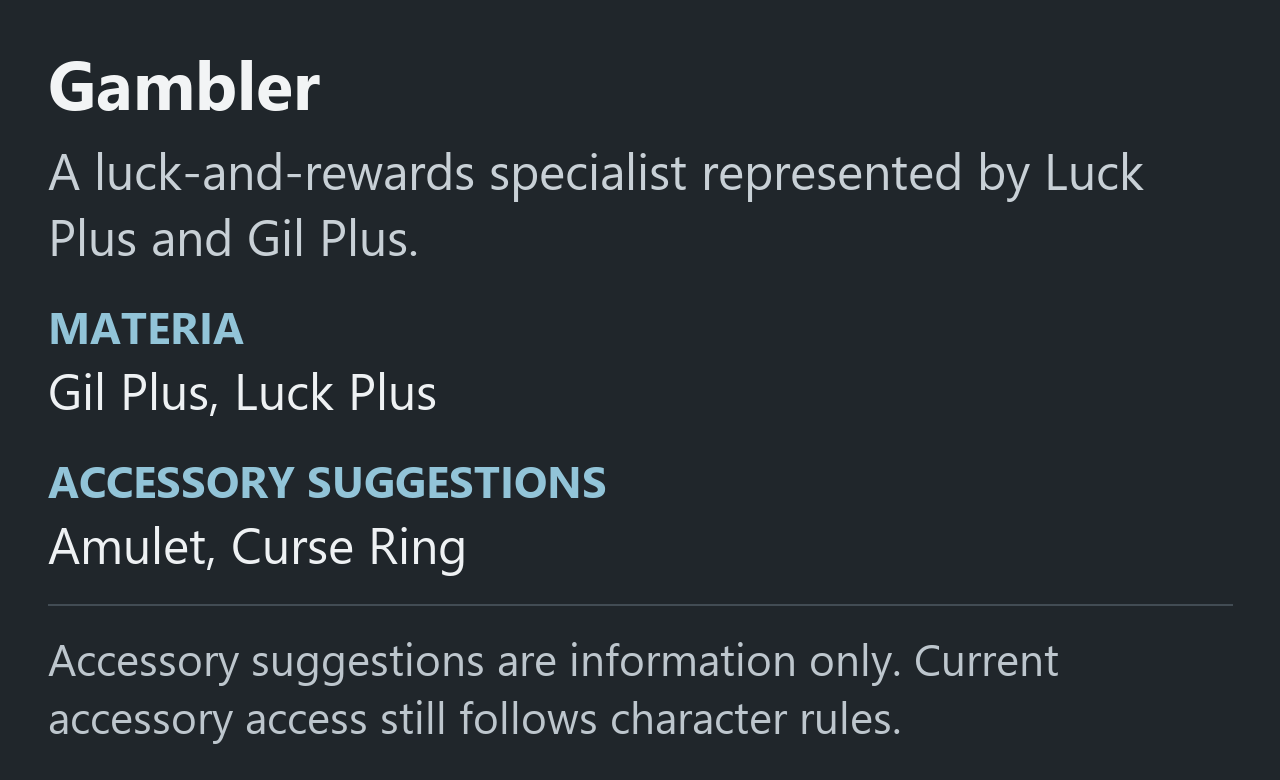 Gambler
A luck-and-rewards specialist represented by Luck
Plus and Gil Plus.
MATERIA
Gil Plus, Luck Plus
ACCESSORY SUGGESTIONS
Amulet, Curse Ring
Accessory suggestions are information only. Current
accessory access still follows character rules.